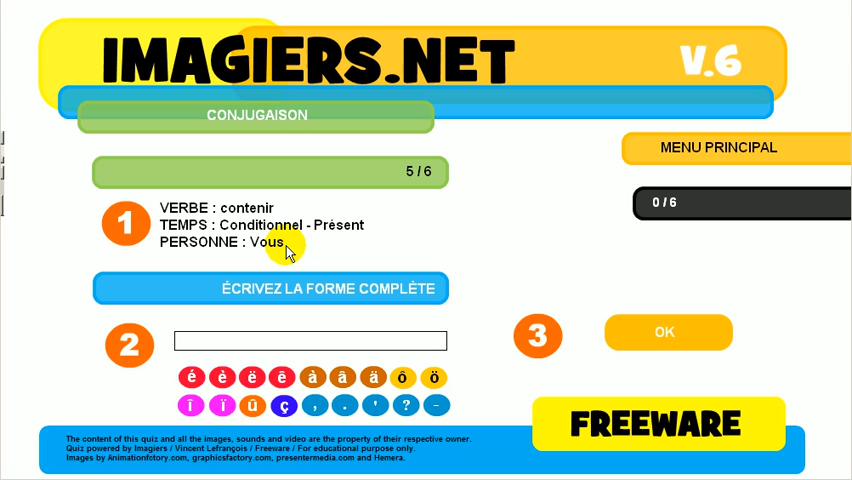 IMAGIERS.NET
V.6
CONJUGAISON
MENU PRINCIPAL
5 / 6
0 / 6
1
VERBE : contenir
TEMPS : Conditionnel - Présent
PERSONNE : Vous
ÉCRIVEZ LA FORME COMPLÈTE
2
3
OK
é è ë ê à â ä ô ö
î ï û ç , . ' ? -
FREEWARE
The content of this quiz and all the images, sounds and video are the property of their respective owner.
Quiz powered by Imagiers / Vincent Lefrançois / Freeware / For educational purpose only.
Images by Animationfctory.com, graphicsfactory.com, presentermedia.com and Hemera.